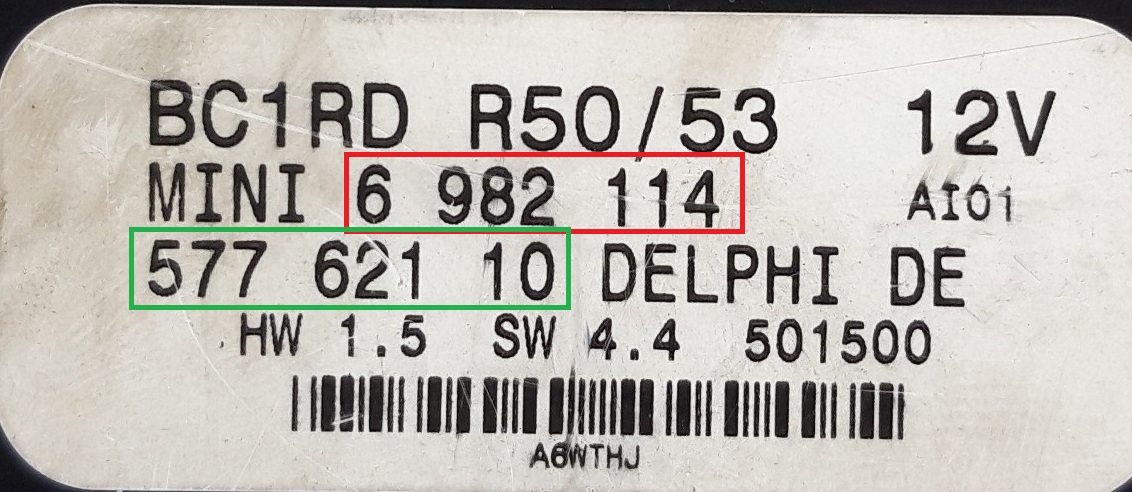 BC1RD R50/53 12V
MINI 6 982 114 AI01
577 621 10 DELPHI DE
HW 1.5 SW 4.4 501500
A6WTHJ